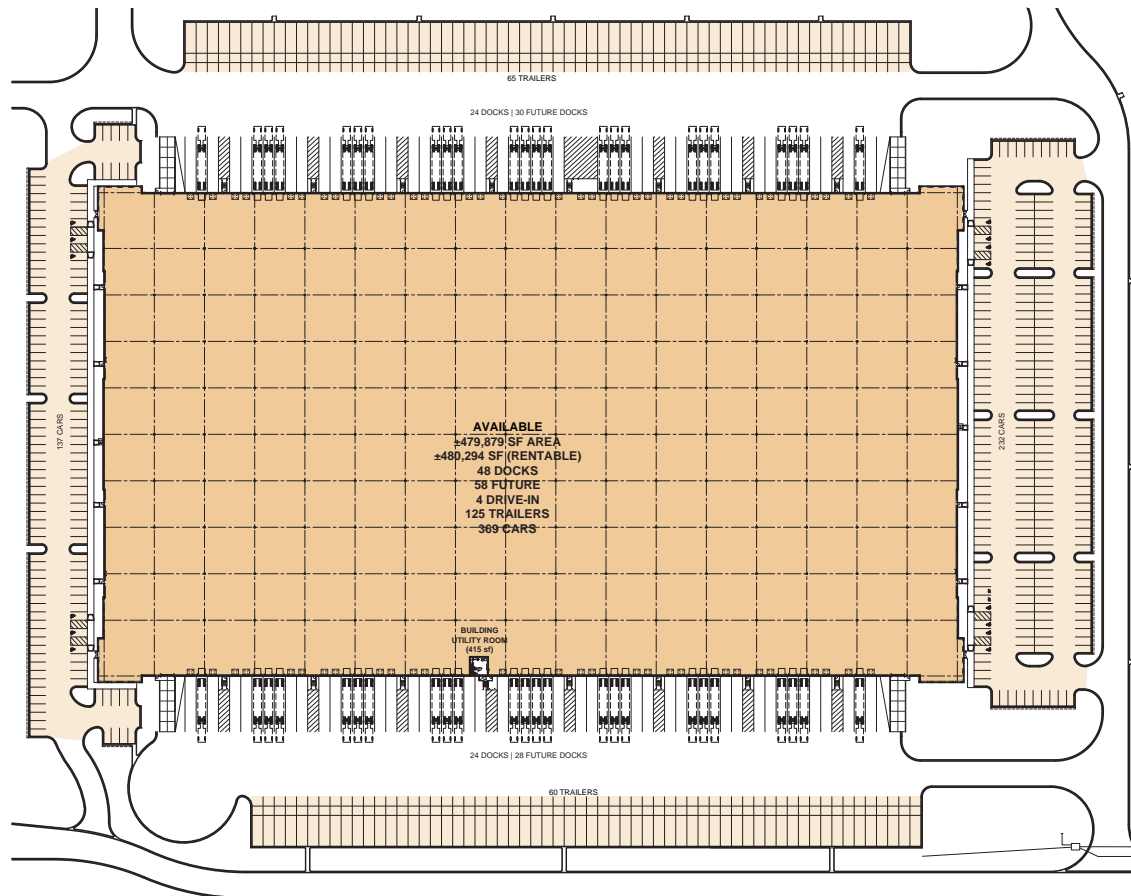 65 TRAILERS
24 DOCKS | 30 FUTURE DOCKS
137 CARS
232 CARS
AVAILABLE
±479,879 SF AREA
±480,294 SF (RENTABLE)
48 DOCKS
58 FUTURE
4 DRIVE-IN
125 TRAILERS
369 CARS
BUILDING
UTILITY ROOM
(415 sf)
24 DOCKS | 28 FUTURE DOCKS
60 TRAILERS